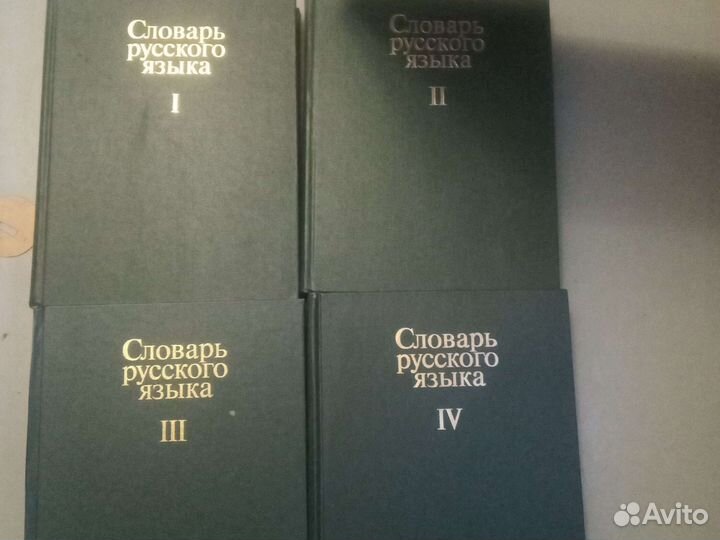 Словарь
русского
языка
I
Словарь
русского
языка
II
Словарь
русского
языка
III
Словарь
русского
языка
IV
Avito